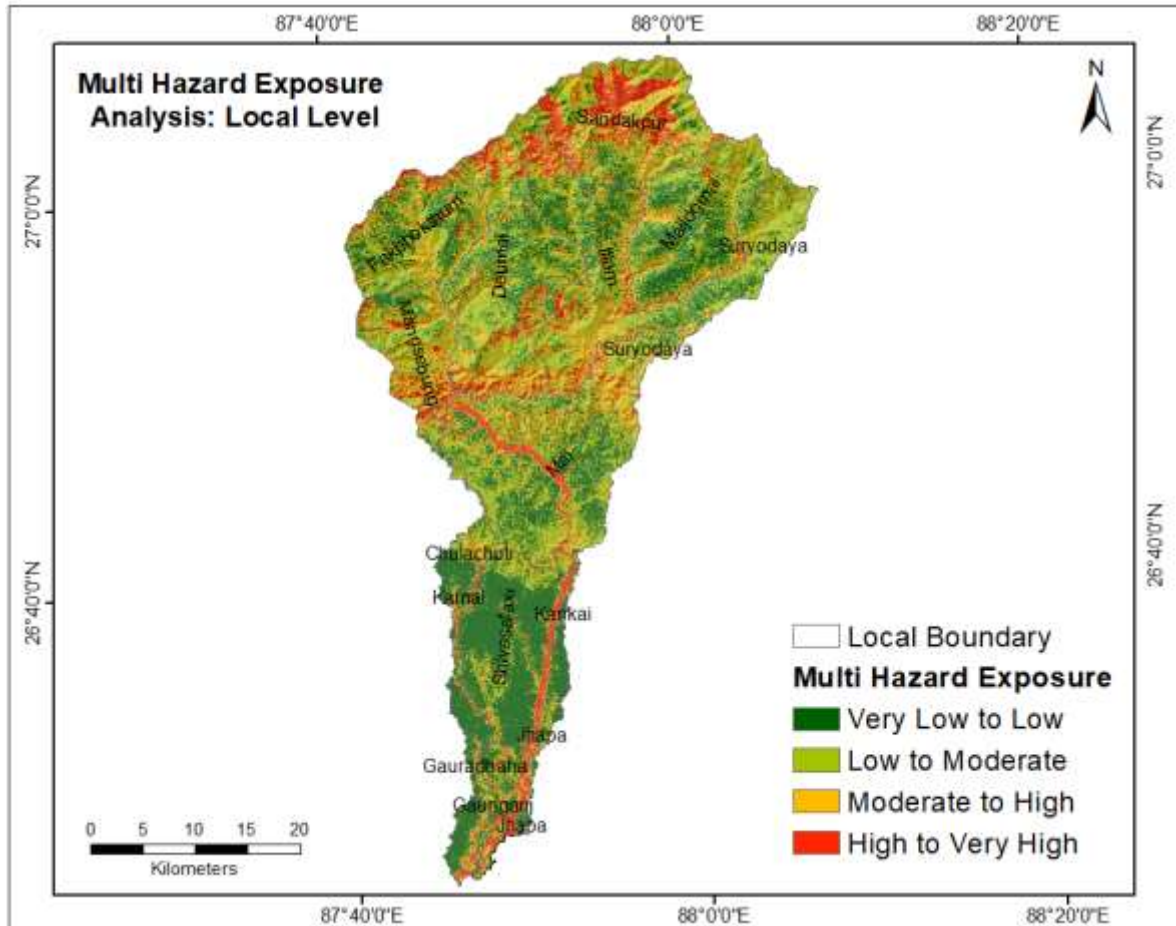 87°40'0"E
88°0'0"E
88°20'0"E
Multi Hazard Exposure
Analysis: Local Level
N
27°0'0"N
27°0'0"N
Sandakpur
Maijogmai
Suryodaya
Deumai
Ilam
Suryodaya
Mangsebung
Mai
26°40'0"N
26°40'0"N
Chulachuli
Kamal
Kankai
Shivasataxi
Jhapa
Gauradhaha
Gauriganj
Jhapa
Local Boundary
Multi Hazard Exposure
Very Low to Low
Low to Moderate
Moderate to High
High to Very High
0 5 10 15 20
Kilometers
87°40'0"E
88°0'0"E
88°20'0"E